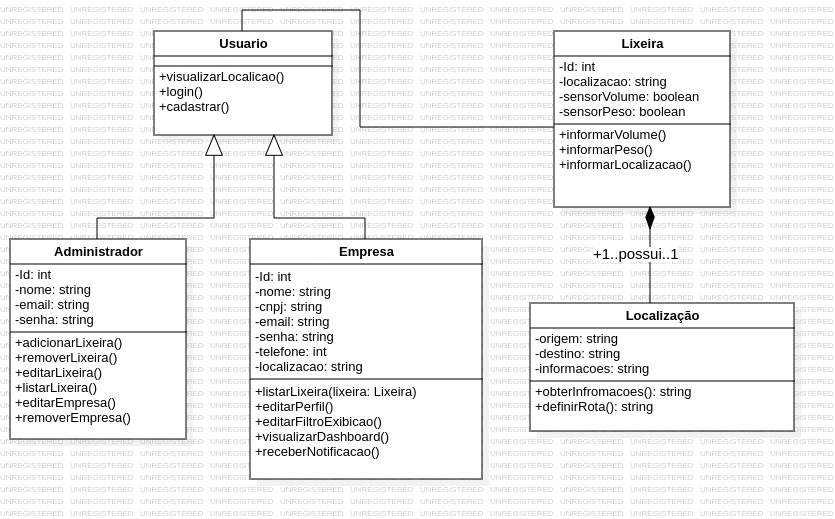 Usuario
+visualizarLocalicao()
+login()
+cadastrar()
Lixeira
-Id: int
-localizacao: string
-sensorVolume: boolean
-sensorPeso: boolean
+informarVolume()
+informarPeso()
+informarLocalizacao()
Administrador
-Id: int
-nome: string
-email: string
-senha: string
+adicionarLixeira()
+removerLixeira()
+editarLixeira()
+listarLixeira()
+editarEmpresa()
+removerEmpresa()
Empresa
-Id: int
-nome: string
-cnpj: string
-email: string
-senha: string
-telefone: int
-localizacao: string
+listarLixeira(lixeira: Lixeira)
+editarPerfil()
+editarFiltroExibicao()
+visualizarDashboard()
+receberNotificacao()
+1..possui..1
Localização
-origem: string
-destino: string
-informacoes: string
+obterInfromacoes(): string
+definirRota(): string
UNREGISTERED